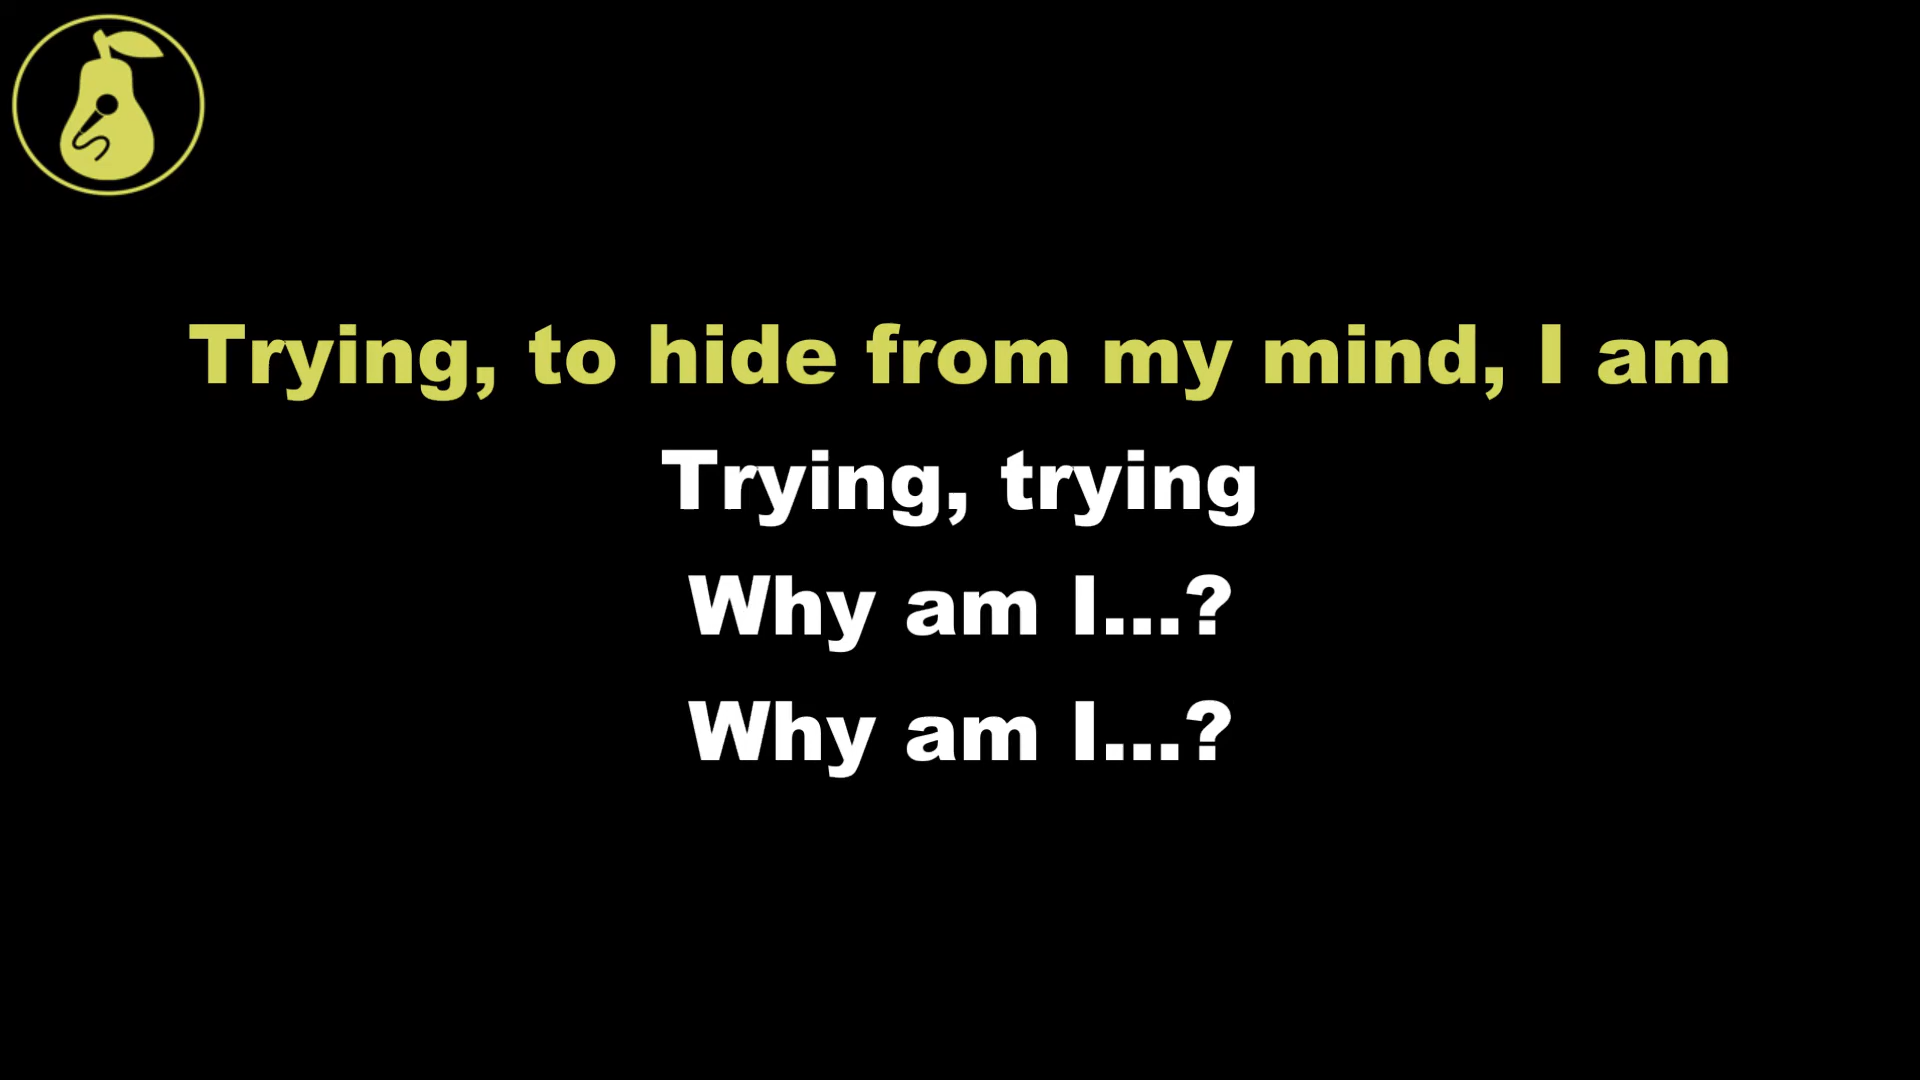 Trying, to hide from my mind, I am
Trying, trying
Why am I...?
Why am I...?